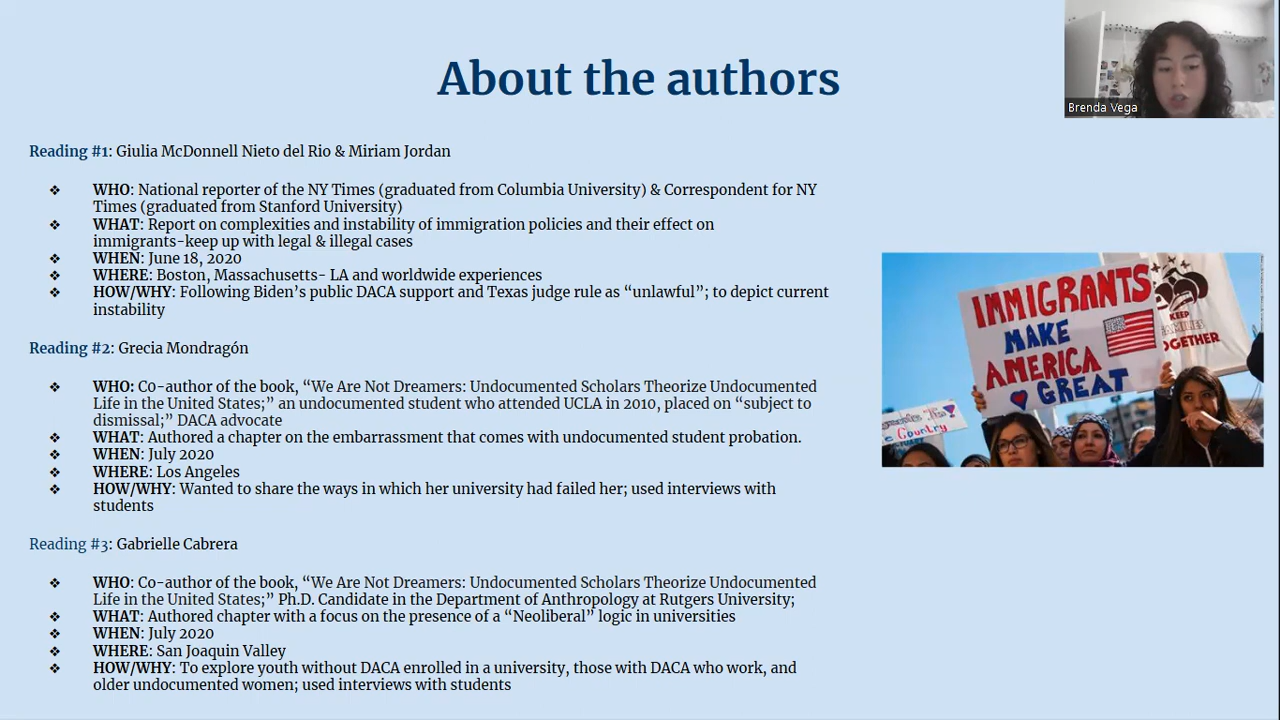 About the authors
Brenda Vega
Reading #1: Giulia McDonnell Nieto del Rio & Miriam Jordan
❖ WHO: National reporter of the NY Times (graduated from Columbia University) & Correspondent for NY
Times (graduated from Stanford University)
❖ WHAT: Report on complexities and instability of immigration policies and their effect on
immigrants-keep up with legal & illegal cases
❖ WHEN: June 18, 2020
❖ WHERE: Boston, Massachusetts- LA and worldwide experiences
❖ HOW/WHY: Following Biden’s public DACA support and Texas judge rule as “unlawful”; to depict current
instability
Reading #2: Grecia Mondragón
❖ WHO: Co-author of the book, “We Are Not Dreamers: Undocumented Scholars Theorize Undocumented
Life in the United States;” an undocumented student who attended UCLA in 2010, placed on “subject to
dismissal;” DACA advocate
❖ WHAT: Authored a chapter on the embarrassment that comes with undocumented student probation.
❖ WHEN: July 2020
❖ WHERE: Los Angeles
❖ HOW/WHY: Wanted to share the ways in which her university had failed her; used interviews with
students
Reading #3: Gabrielle Cabrera
❖ WHO: Co-author of the book, “We Are Not Dreamers: Undocumented Scholars Theorize Undocumented
Life in the United States;” Ph.D. Candidate in the Department of Anthropology at Rutgers University;
❖ WHAT: Authored chapter with a focus on the presence of a “Neoliberal” logic in universities
❖ WHEN: July 2020
❖ WHERE: San Joaquin Valley
❖ HOW/WHY: To explore youth without DACA enrolled in a university, those with DACA who work, and
older undocumented women; used interviews with students
IMMIGRANTS
MAKE
AMERICA
GREAT
KEEP
FAMILIES
OGETHER
Country